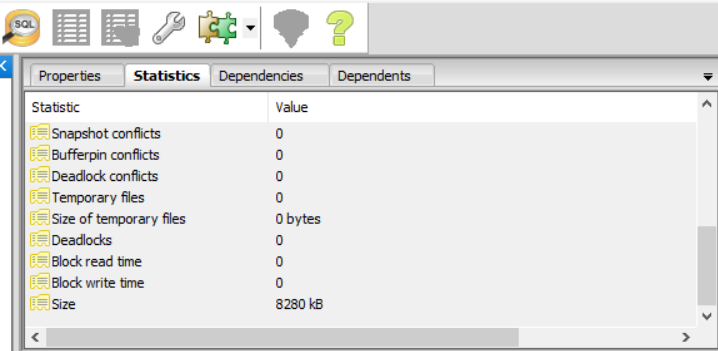 SQL
Properties Statistics Dependencies Dependents
Statistic Value
Snapshot conflicts 0
Bufferpin conflicts 0
Deadlock conflicts 0
Temporary files 0
Size of temporary files 0 bytes
Deadlocks 0
Block read time 0
Block write time 0
Size 8280 kB